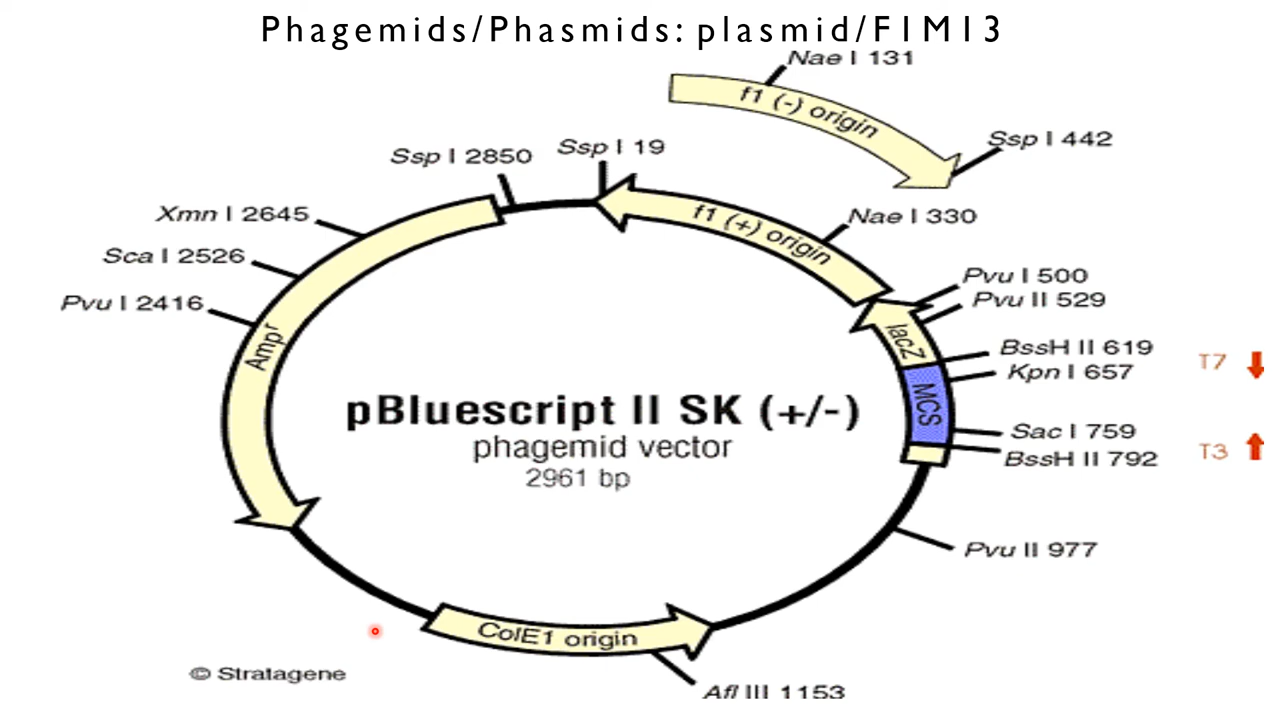 Phagemids/Phasmids: plasmid/F1M13
Nae I 131
f1 (-) origin
Ssp I 442
Ssp I 2850
Ssp I 19
Xmn I 2645
f1 (+) origin
Nae I 330
Sca I 2526
Pvu I 500
Pvu I 2416
Pvu II 529
Ampr
lacZ
BssH II 619
T7
Kpn I 657
MCS
pBluescript II SK (+/-)
phagemid vector
2961 bp
Sac I 759
T3
BssH II 792
Pvu II 977
ColE1 origin
© Stratagene
Afl III 1153